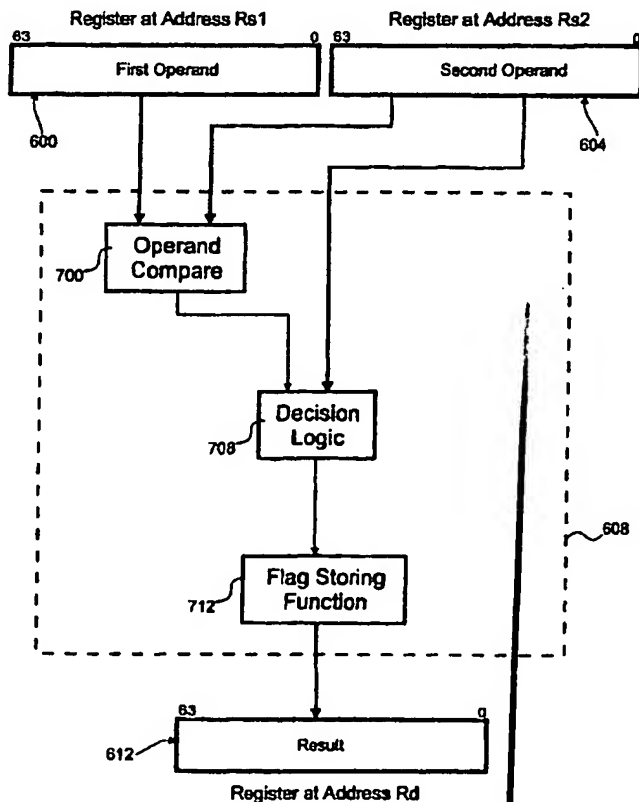 Register at Address Rs1
Register at Address Rs2
63 0
63 0
First Operand
Second Operand
600
604
Operand
Compare
700
Decision
Logic
708
608
Flag Storing
Function
712
63 0
Result
612
Register at Address Rd